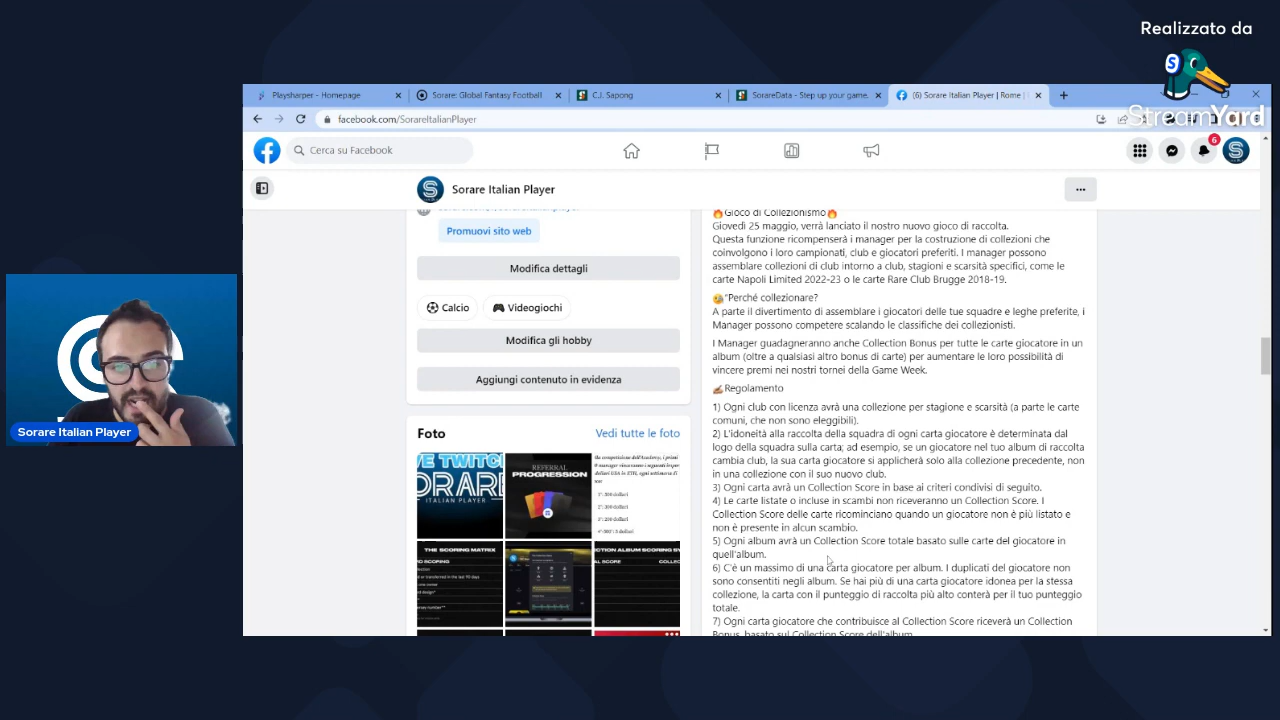 Realizzato da
StreamYard
Playsharper - Homepage
Sorare: Global Fantasy Football
C.J. Sapong
SorareData - Step up your game,
(6) Sorare Italian Player | Rome |
facebook.com/SorareItalianPlayer
Cerca su Facebook
6
Sorare Italian Player
Promuovi sito web
Modifica dettagli
Calcio
Videogiochi
Modifica gli hobby
Aggiungi contenuto in evidenza
Foto
Vedi tutte le foto
VE TWITC
ORARE
ITALIAN PLAYER
REFERRAL
PROGRESSION
THE SCORING MATRIX
🔥Gioco di Collezionismo🔥
Giovedì 25 maggio, verrà lanciato il nostro nuovo gioco di raccolta.
Questa funzione ricompenserà i manager per la costruzione di collezioni che
coinvolgono i loro campionati, club e giocatori preferiti. I manager possono
assemblare collezioni di club intorno a club, stagioni e scarsità specifici, come le
carte Napoli Limited 2022-23 o le carte Rare Club Brugge 2018-19.
🧐"Perché collezionare?
A parte il divertimento di assemblare i giocatori delle tue squadre e leghe preferite, i
Manager possono competere scalando le classifiche dei collezionisti.
I Manager guadagneranno anche Collection Bonus per tutte le carte giocatore in un
album (oltre a qualsiasi altro bonus di carte) per aumentare le loro possibilità di
vincere premi nei nostri tornei della Game Week.
✍Regolamento
1) Ogni club con licenza avrà una collezione per stagione e scarsità (a parte le carte
comuni, che non sono eleggibili).
2) L'idoneità alla raccolta della squadra di ogni carta giocatore è determinata dal
logo della squadra sulla carta; ad esempio, se un giocatore nel tuo album di raccolta
cambia club, la sua carta giocatore si applicherà solo alla collezione precedente, non
in una collezione con il suo nuovo club.
3) Ogni carta avrà un Collection Score in base ai criteri condivisi di seguito.
4) Le carte listate o incluse in scambi non riceveranno un Collection Score. I
Collection Score delle carte ricominciano quando un giocatore non è più listato e
non è presente in alcun scambio.
5) Ogni album avrà un Collection Score totale basato sulle carte del giocatore in
quell'album.
6) C'è un massimo di una carta giocatore per album. I duplicati del giocatore non
sono consentiti negli album. Se hai più di una carta giocatore idonea per la stessa
collezione, la carta con il punteggio di raccolta più alto conterà per il tuo punteggio
totale.
7) Ogni carta giocatore che contribuisce al Collection Score riceverà un Collection
Bonus, basato sul Collection Score dell'album.
Sorare Italian Player